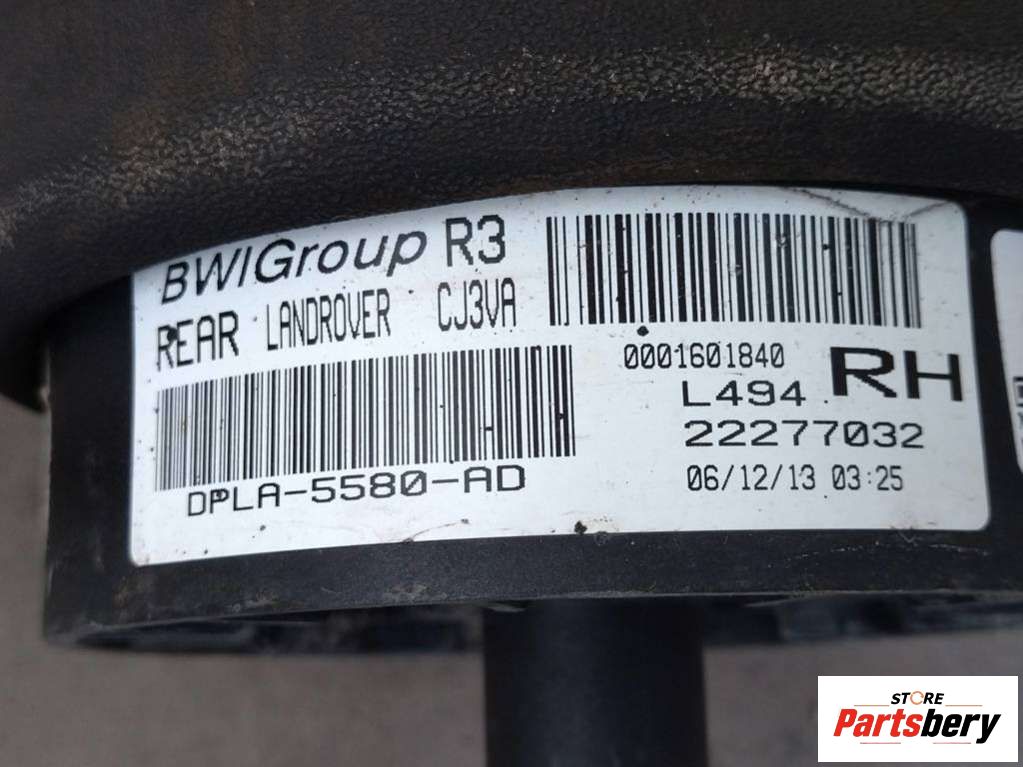 BWIGroup R3
REAR LANDROVER CJ3VA
DPLA-5580-AD
0001601840
L494 RH
22277032
06/12/13 03:25
STORE
Partsbery